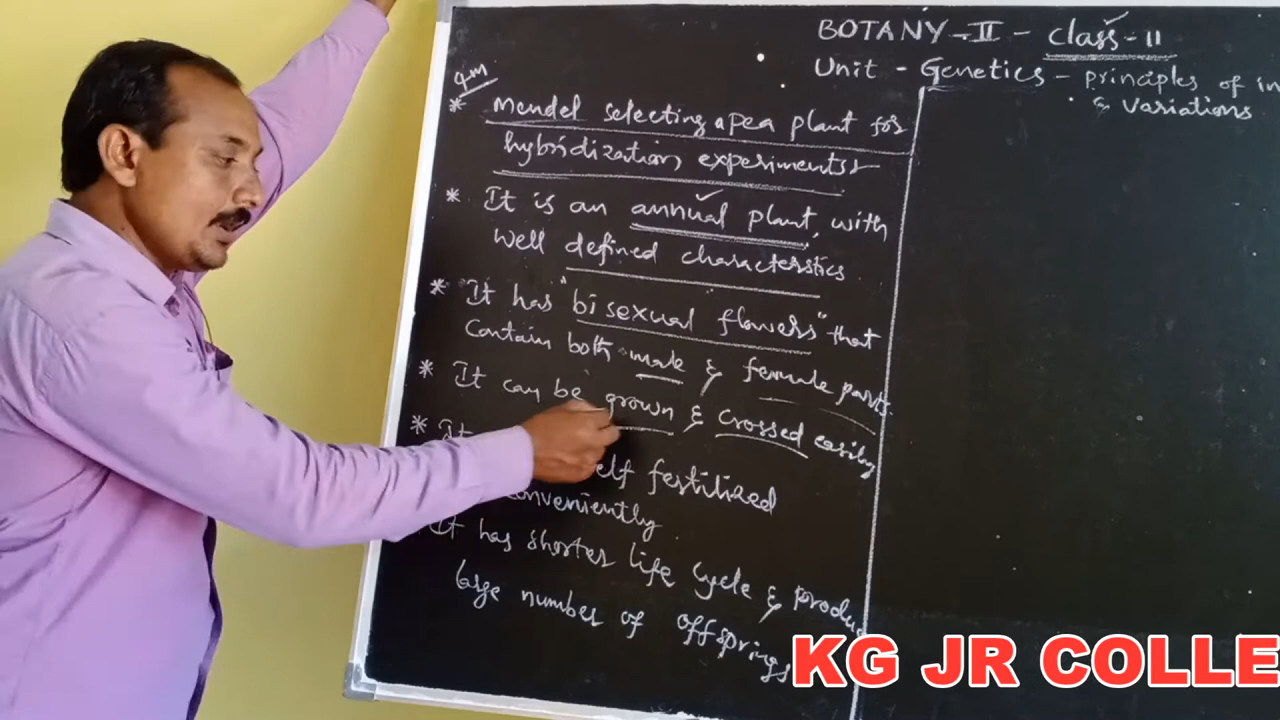 BOTANY - II - class - 11
Unit - Genetics - principles of in
& variations
4m
* Mendel selecting a pea plant for
hybridization experiments :-
* It is an annual plant, with
well defined characterstics
* It has "bisexual flowers" that
contain both male & female parts.
* It can be grown & crossed easily
* It elf fertilized
conveniently
It has shorter life cycle & produc
large number of offsprings
KG JR COLLE